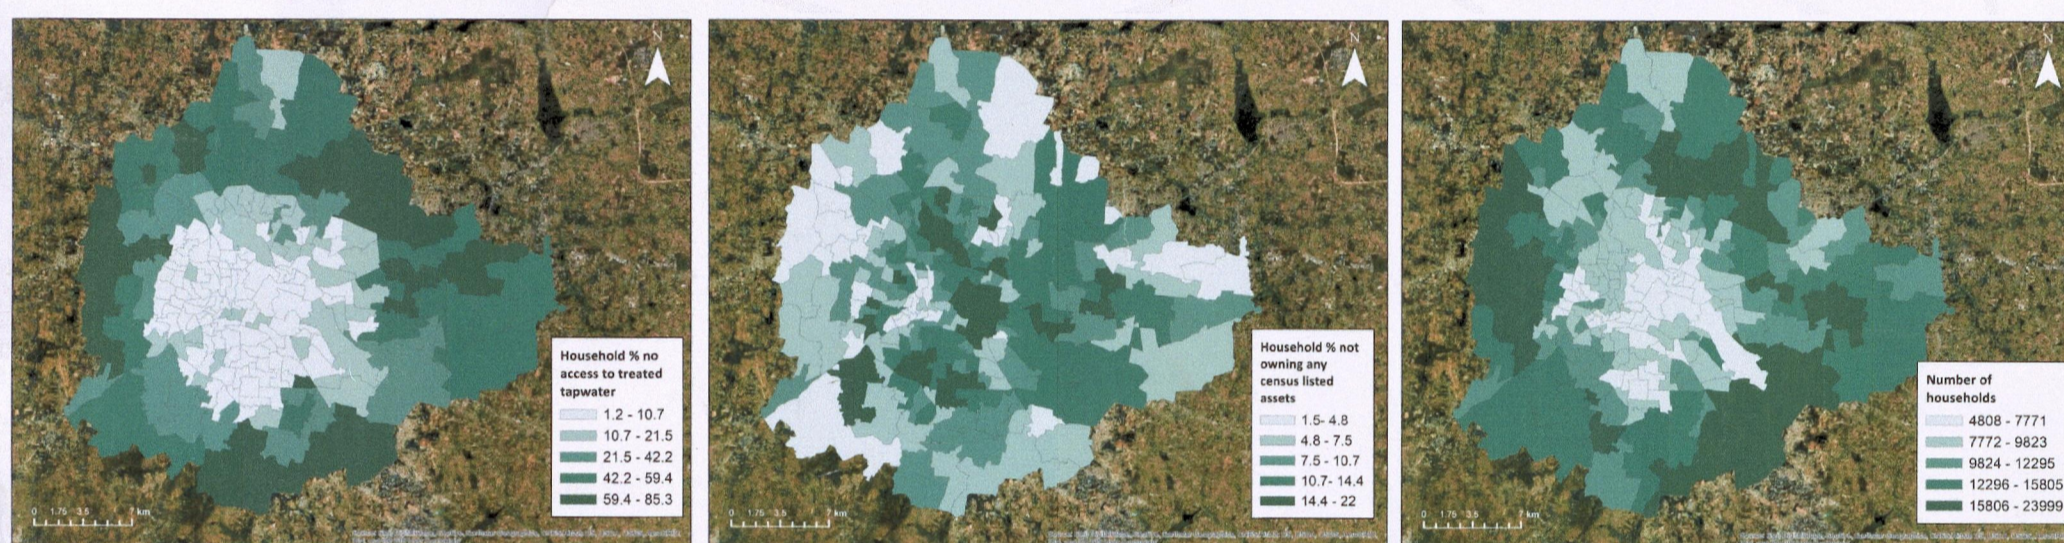 N
Household % no
access to treated
tapwater
1.2 - 10.7
10.7 - 21.5
21.5 - 42.2
42.2 - 59.4
59.4 - 85.3
0 1.75 3.5 7 km
N
Household % not
owning any
census listed
assets
1.5- 4.8
4.8 - 7.5
7.5 - 10.7
10.7- 14.4
14.4 - 22
0 1.75 3.5 7 km
N
Number of
households
4808 - 7771
7772 - 9823
9824 - 12295
12296 - 15805
15806 - 23999
0 1.75 3.5 7 km